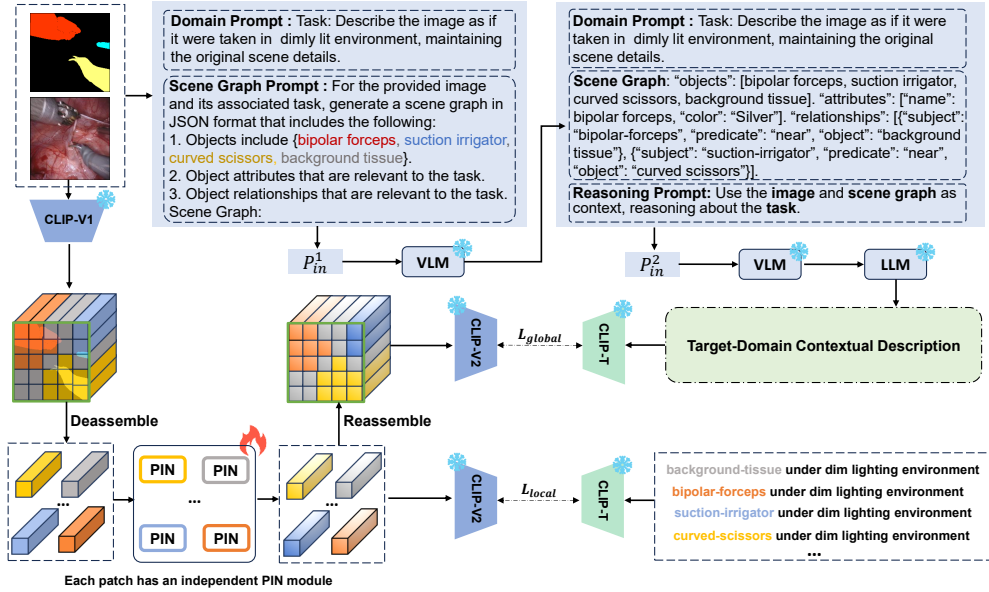 Domain Prompt : Task: Describe the image as if
it were taken in dimly lit environment, maintaining
the original scene details.
Scene Graph Prompt : For the provided image
and its associated task, generate a scene graph in
JSON format that includes the following:
1. Objects include {bipolar forceps, suction irrigator,
curved scissors, background tissue}.
2. Object attributes that are relevant to the task.
3. Object relationships that are relevant to the task.
Scene Graph:
Domain Prompt : Task: Describe the image as if it were
taken in dimly lit environment, maintaining the original
scene details.
Scene Graph: “objects”: [bipolar forceps, suction irrigator,
curved scissors, background tissue]. “attributes”: [“name”:
bipolar forceps, “color”: “Silver”]. “relationships”: [{“subject”:
“bipolar-forceps”, “predicate”: “near”, “object”: “background
tissue”}, {“subject”: “suction-irrigator”, “predicate”: “near”,
“object”: “curved scissors”}].
Reasoning Prompt: Use the image and scene graph as
context, reasoning about the task.
CLIP-V1
P_{in}^{1}
VLM
P_{in}^{2}
VLM
LLM
CLIP-V2
L_{global}
CLIP-T
Target-Domain Contextual Description
Deassemble
Reassemble
PIN
PIN
...
PIN
PIN
...
...
CLIP-V2
L_{local}
CLIP-T
background-tissue under dim lighting environment
bipolar-forceps under dim lighting environment
suction-irrigator under dim lighting environment
curved-scissors under dim lighting environment
...
Each patch has an independent PIN module